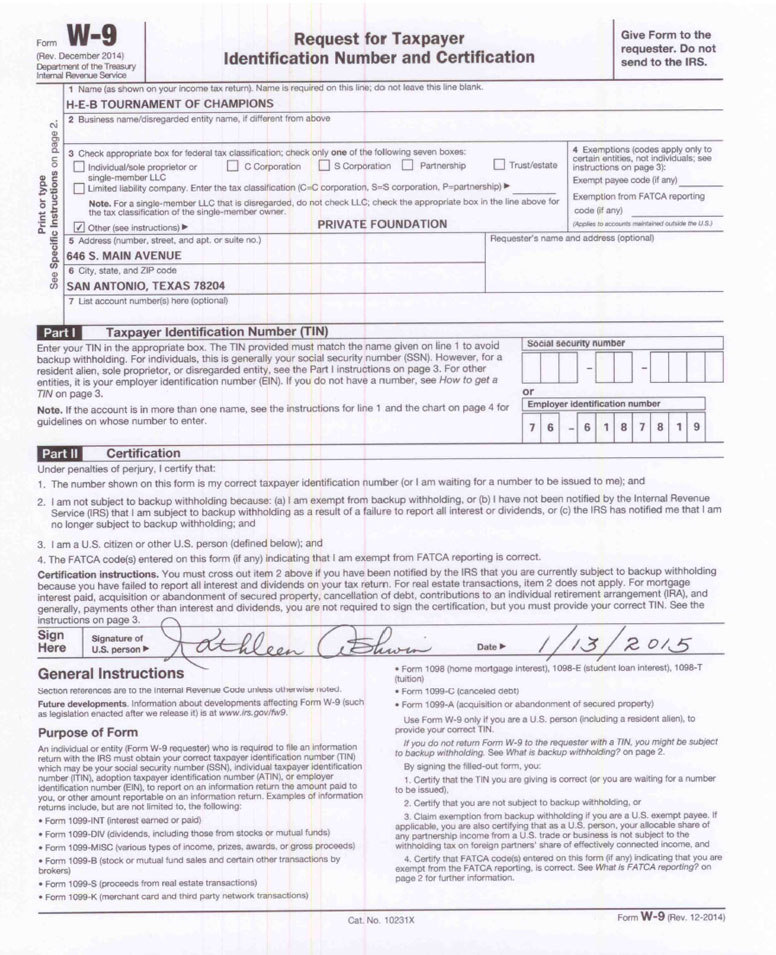 Form W-9
(Rev. December 2014)
Department of the Treasury
Internal Revenue Service
Request for Taxpayer
Identification Number and Certification
Give Form to the
requester. Do not
send to the IRS.
Print or type
See Specific Instructions on page 2.
1 Name (as shown on your income tax return). Name is required on this line; do not leave this line blank.
H-E-B TOURNAMENT OF CHAMPIONS
2 Business name/disregarded entity name, if different from above
3 Check appropriate box for federal tax classification; check only one of the following seven boxes:
Individual/sole proprietor or
single-member LLC
C Corporation
S Corporation
Partnership
Trust/estate
Limited liability company. Enter the tax classification (C=C corporation, S=S corporation, P=partnership) ▶
Note. For a single-member LLC that is disregarded, do not check LLC; check the appropriate box in the line above for
the tax classification of the single-member owner.
✓ Other (see instructions) ▶ PRIVATE FOUNDATION
4 Exemptions (codes apply only to
certain entities, not individuals; see
instructions on page 3):
Exempt payee code (if any)
Exemption from FATCA reporting
code (if any)
(Applies to accounts maintained outside the U.S.)
5 Address (number, street, and apt. or suite no.)
646 S. MAIN AVENUE
Requester's name and address (optional)
6 City, state, and ZIP code
SAN ANTONIO, TEXAS 78204
7 List account number(s) here (optional)
Part I Taxpayer Identification Number (TIN)
Enter your TIN in the appropriate box. The TIN provided must match the name given on line 1 to avoid
backup withholding. For individuals, this is generally your social security number (SSN). However, for a
resident alien, sole proprietor, or disregarded entity, see the Part I instructions on page 3. For other
entities, it is your employer identification number (EIN). If you do not have a number, see How to get a
TIN on page 3.
Note. If the account is in more than one name, see the instructions for line 1 and the chart on page 4 for
guidelines on whose number to enter.
Social security number
– –
or
Employer identification number
7 6 – 6 1 8 7 8 1 9
Part II Certification
Under penalties of perjury, I certify that:
1. The number shown on this form is my correct taxpayer identification number (or I am waiting for a number to be issued to me); and
2. I am not subject to backup withholding because: (a) I am exempt from backup withholding, or (b) I have not been notified by the Internal Revenue
Service (IRS) that I am subject to backup withholding as a result of a failure to report all interest or dividends, or (c) the IRS has notified me that I am
no longer subject to backup withholding; and
3. I am a U.S. citizen or other U.S. person (defined below); and
4. The FATCA code(s) entered on this form (if any) indicating that I am exempt from FATCA reporting is correct.
Certification instructions. You must cross out item 2 above if you have been notified by the IRS that you are currently subject to backup withholding
because you have failed to report all interest and dividends on your tax return. For real estate transactions, item 2 does not apply. For mortgage
interest paid, acquisition or abandonment of secured property, cancellation of debt, contributions to an individual retirement arrangement (IRA), and
generally, payments other than interest and dividends, you are not required to sign the certification, but you must provide your correct TIN. See the
instructions on page 3.
Sign
Here
Signature of
U.S. person ▶
Kathleen
Date ▶ 1/13/2015
General Instructions
Section references are to the Internal Revenue Code unless otherwise noted.
Future developments. Information about developments affecting Form W-9 (such
as legislation enacted after we release it) is at www.irs.gov/fw9.
Purpose of Form
An individual or entity (Form W-9 requester) who is required to file an information
return with the IRS must obtain your correct taxpayer identification number (TIN)
which may be your social security number (SSN), individual taxpayer identification
number (ITIN), adoption taxpayer identification number (ATIN), or employer
identification number (EIN), to report on an information return the amount paid to
you, or other amount reportable on an information return. Examples of information
returns include, but are not limited to, the following:
• Form 1099-INT (interest earned or paid)
• Form 1099-DIV (dividends, including those from stocks or mutual funds)
• Form 1099-MISC (various types of income, prizes, awards, or gross proceeds)
• Form 1099-B (stock or mutual fund sales and certain other transactions by
brokers)
• Form 1099-S (proceeds from real estate transactions)
• Form 1099-K (merchant card and third party network transactions)
• Form 1098 (home mortgage interest), 1098-E (student loan interest), 1098-T
(tuition)
• Form 1099-C (canceled debt)
• Form 1099-A (acquisition or abandonment of secured property)
Use Form W-9 only if you are a U.S. person (including a resident alien), to
provide your correct TIN.
If you do not return Form W-9 to the requester with a TIN, you might be subject
to backup withholding. See What is backup withholding? on page 2.
By signing the filled-out form, you:
1. Certify that the TIN you are giving is correct (or you are waiting for a number
to be issued),
2. Certify that you are not subject to backup withholding, or
3. Claim exemption from backup withholding if you are a U.S. exempt payee. If
applicable, you are also certifying that as a U.S. person, your allocable share of
any partnership income from a U.S. trade or business is not subject to the
withholding tax on foreign partners' share of effectively connected income, and
4. Certify that FATCA code(s) entered on this form (if any) indicating that you are
exempt from the FATCA reporting, is correct. See What is FATCA reporting? on
page 2 for further information.
Cat. No. 10231X
Form W-9 (Rev. 12-2014)